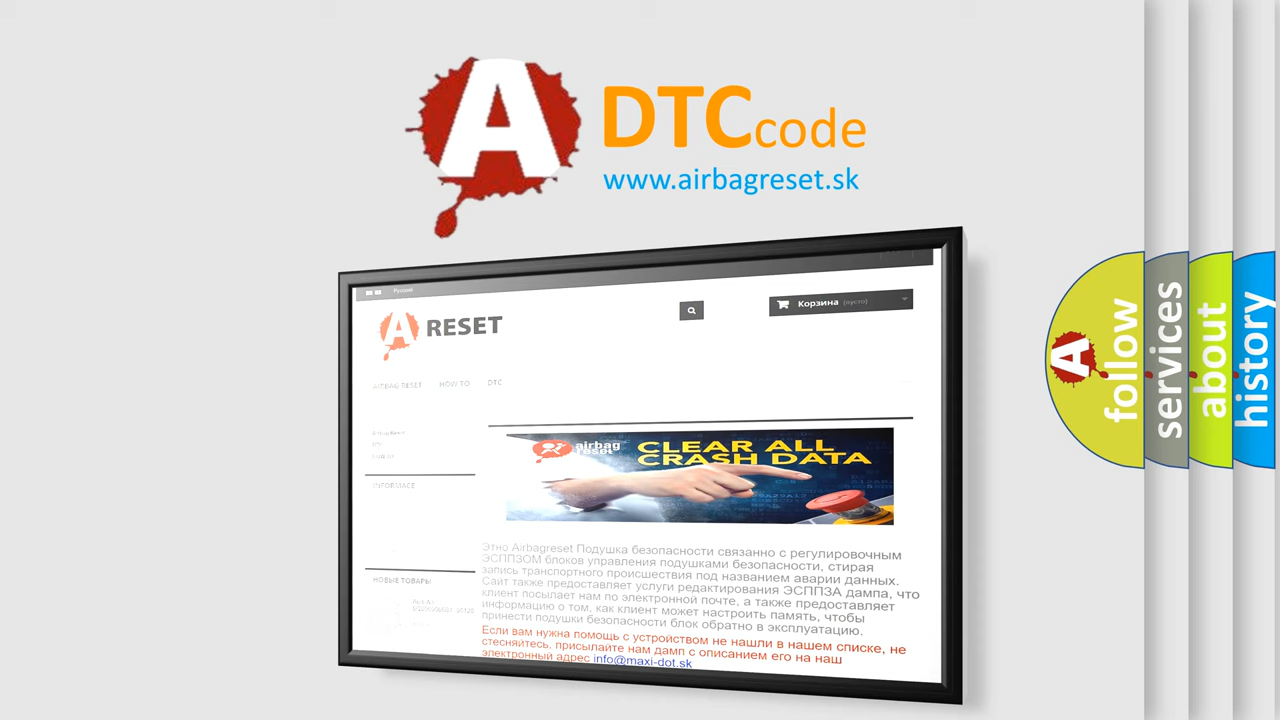 A DTC code
www.airbagreset.sk
Русский
A RESET
Корзина (пусто)
AIRBAG RESET HOW TO DTC
INFORMACE
airbag
reset
CLEAR ALL
CRASH DATA
Этно Airbagreset Подушка безопасности связанно с регулировочным
ЭСППЗОМ блоков управления подушками безопасности, стирая
запись транспортного происшествия под названием аварии данных.
Сайт также предоставляет услуги редактирования ЭСППЗА дампа, что
клиент посылает нам по электронной почте, а также предоставляет
информацию о том, как клиент может настроить память, чтобы
принести подушки безопасности блок обратно в эксплуатацию.
Если вам нужна помощь с устройством не нашли в нашем списке, не
стесняйтесь, присылайте нам дамп с описанием его на наш
электронный адрес info@maxi-dot.sk
НОВЫЕ ТОВАРЫ
A
follow
services
about
history